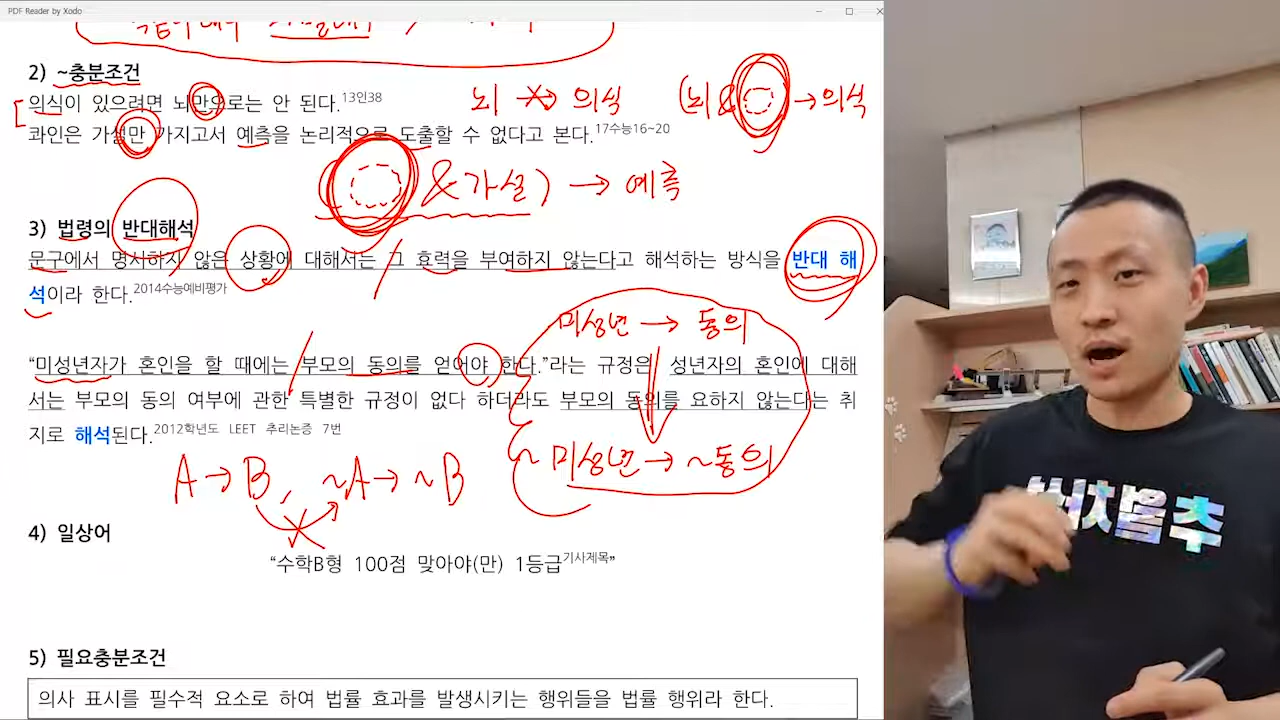 PDF Reader by Xodo
2) ~충분조건
의식이 있으려면 뇌만으로는 안 된다.13인38
뇌 → 의식
(뇌 & → 의식
콰인은 가설만 가지고서 예측을 논리적으로 도출할 수 없다고 본다.17수능16~20
& 가설) → 예측
3) 법령의 반대해석
문구에서 명시하지 않은 상황에 대해서는 그 효력을 부여하지 않는다고 해석하는 방식을 반대 해
석이라 한다.2014수능예비평가
미성년 → 동의
“미성년자가 혼인을 할 때에는 부모의 동의를 얻어야 한다.”라는 규정은 성년자의 혼인에 대해
서는 부모의 동의 여부에 관한 특별한 규정이 없다 하더라도 부모의 동의를 요하지 않는다는 취
지로 해석된다.2012학년도 LEET 추리논증 7번
~ 미성년 → ~동의
A → B, ~A → ~B
4) 일상어
“수학B형 100점 맞아야(만) 1등급기사제목”
5) 필요충분조건
의사 표시를 필수적 요소로 하여 법률 효과를 발생시키는 행위들을 법률 행위라 한다.